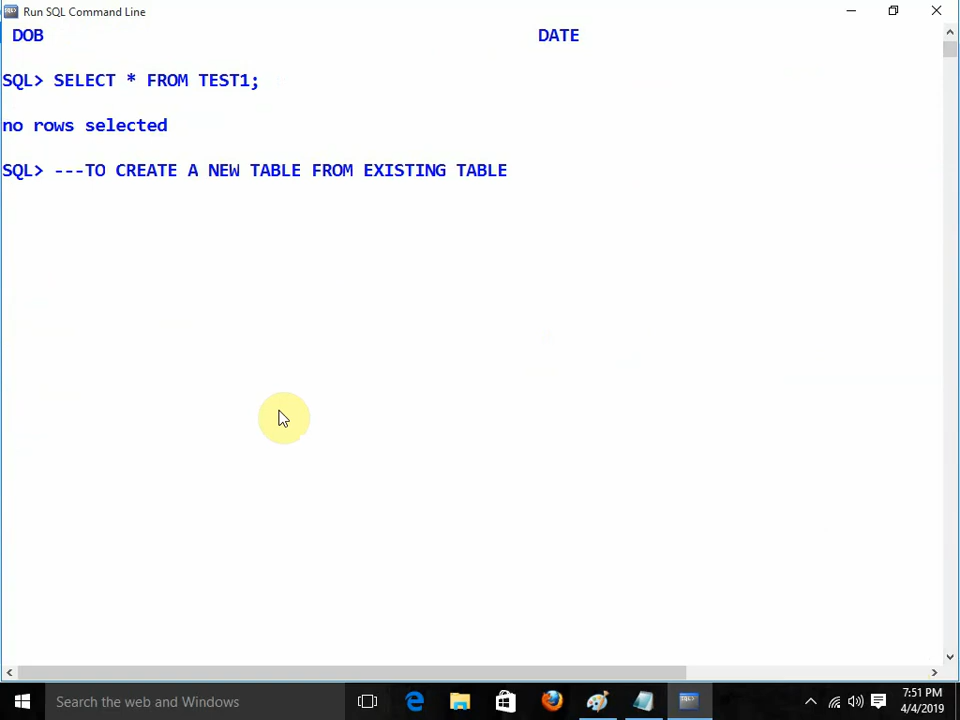 Run SQL Command Line
DOB DATE
SQL> SELECT * FROM TEST1;
no rows selected
SQL> ---TO CREATE A NEW TABLE FROM EXISTING TABLE
Search the web and Windows
7:51 PM
4/4/2019